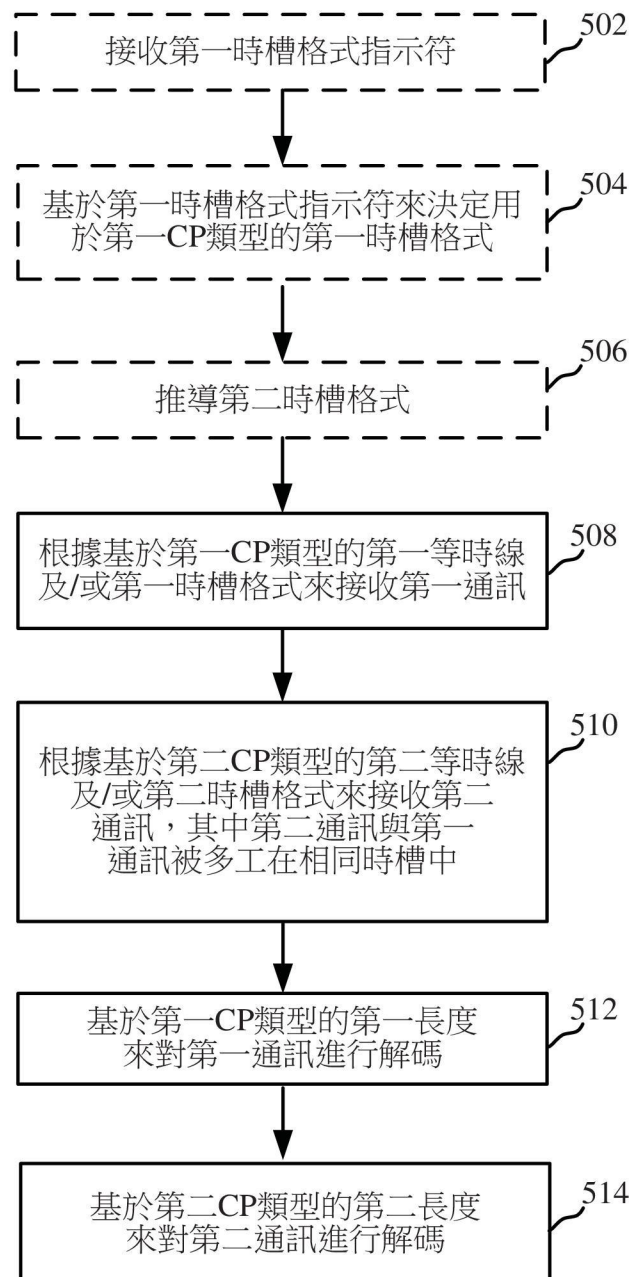 502
接收第一時槽格式指示符
504
基於第一時槽格式指示符來決定用
於第一CP類型的第一時槽格式
506
推導第二時槽格式
508
根據基於第一CP類型的第一等時線
及/或第一時槽格式來接收第一通訊
510
根據基於第二CP類型的第二等時線
及/或第二時槽格式來接收第二
通訊，其中第二通訊與第一
通訊被多工在相同時槽中
512
基於第一CP類型的第一長度
來對第一通訊進行解碼
514
基於第二CP類型的第二長度
來對第二通訊進行解碼